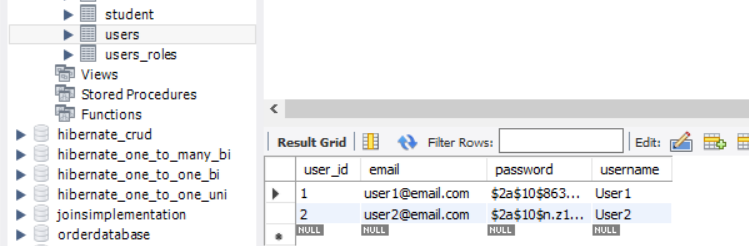 student
users
users_roles
Views
Stored Procedures
Functions
hibernate_crud
hibernate_one_to_many_bi
hibernate_one_to_one_bi
hibernate_one_to_one_uni
joinsimplementation
orderdatabase
Result Grid Filter Rows: Edit:
user_id email password username
1 user1@email.com $2a$10$863... User1
2 user2@email.com $2a$10$n.z1... User2
NULL NULL NULL NULL